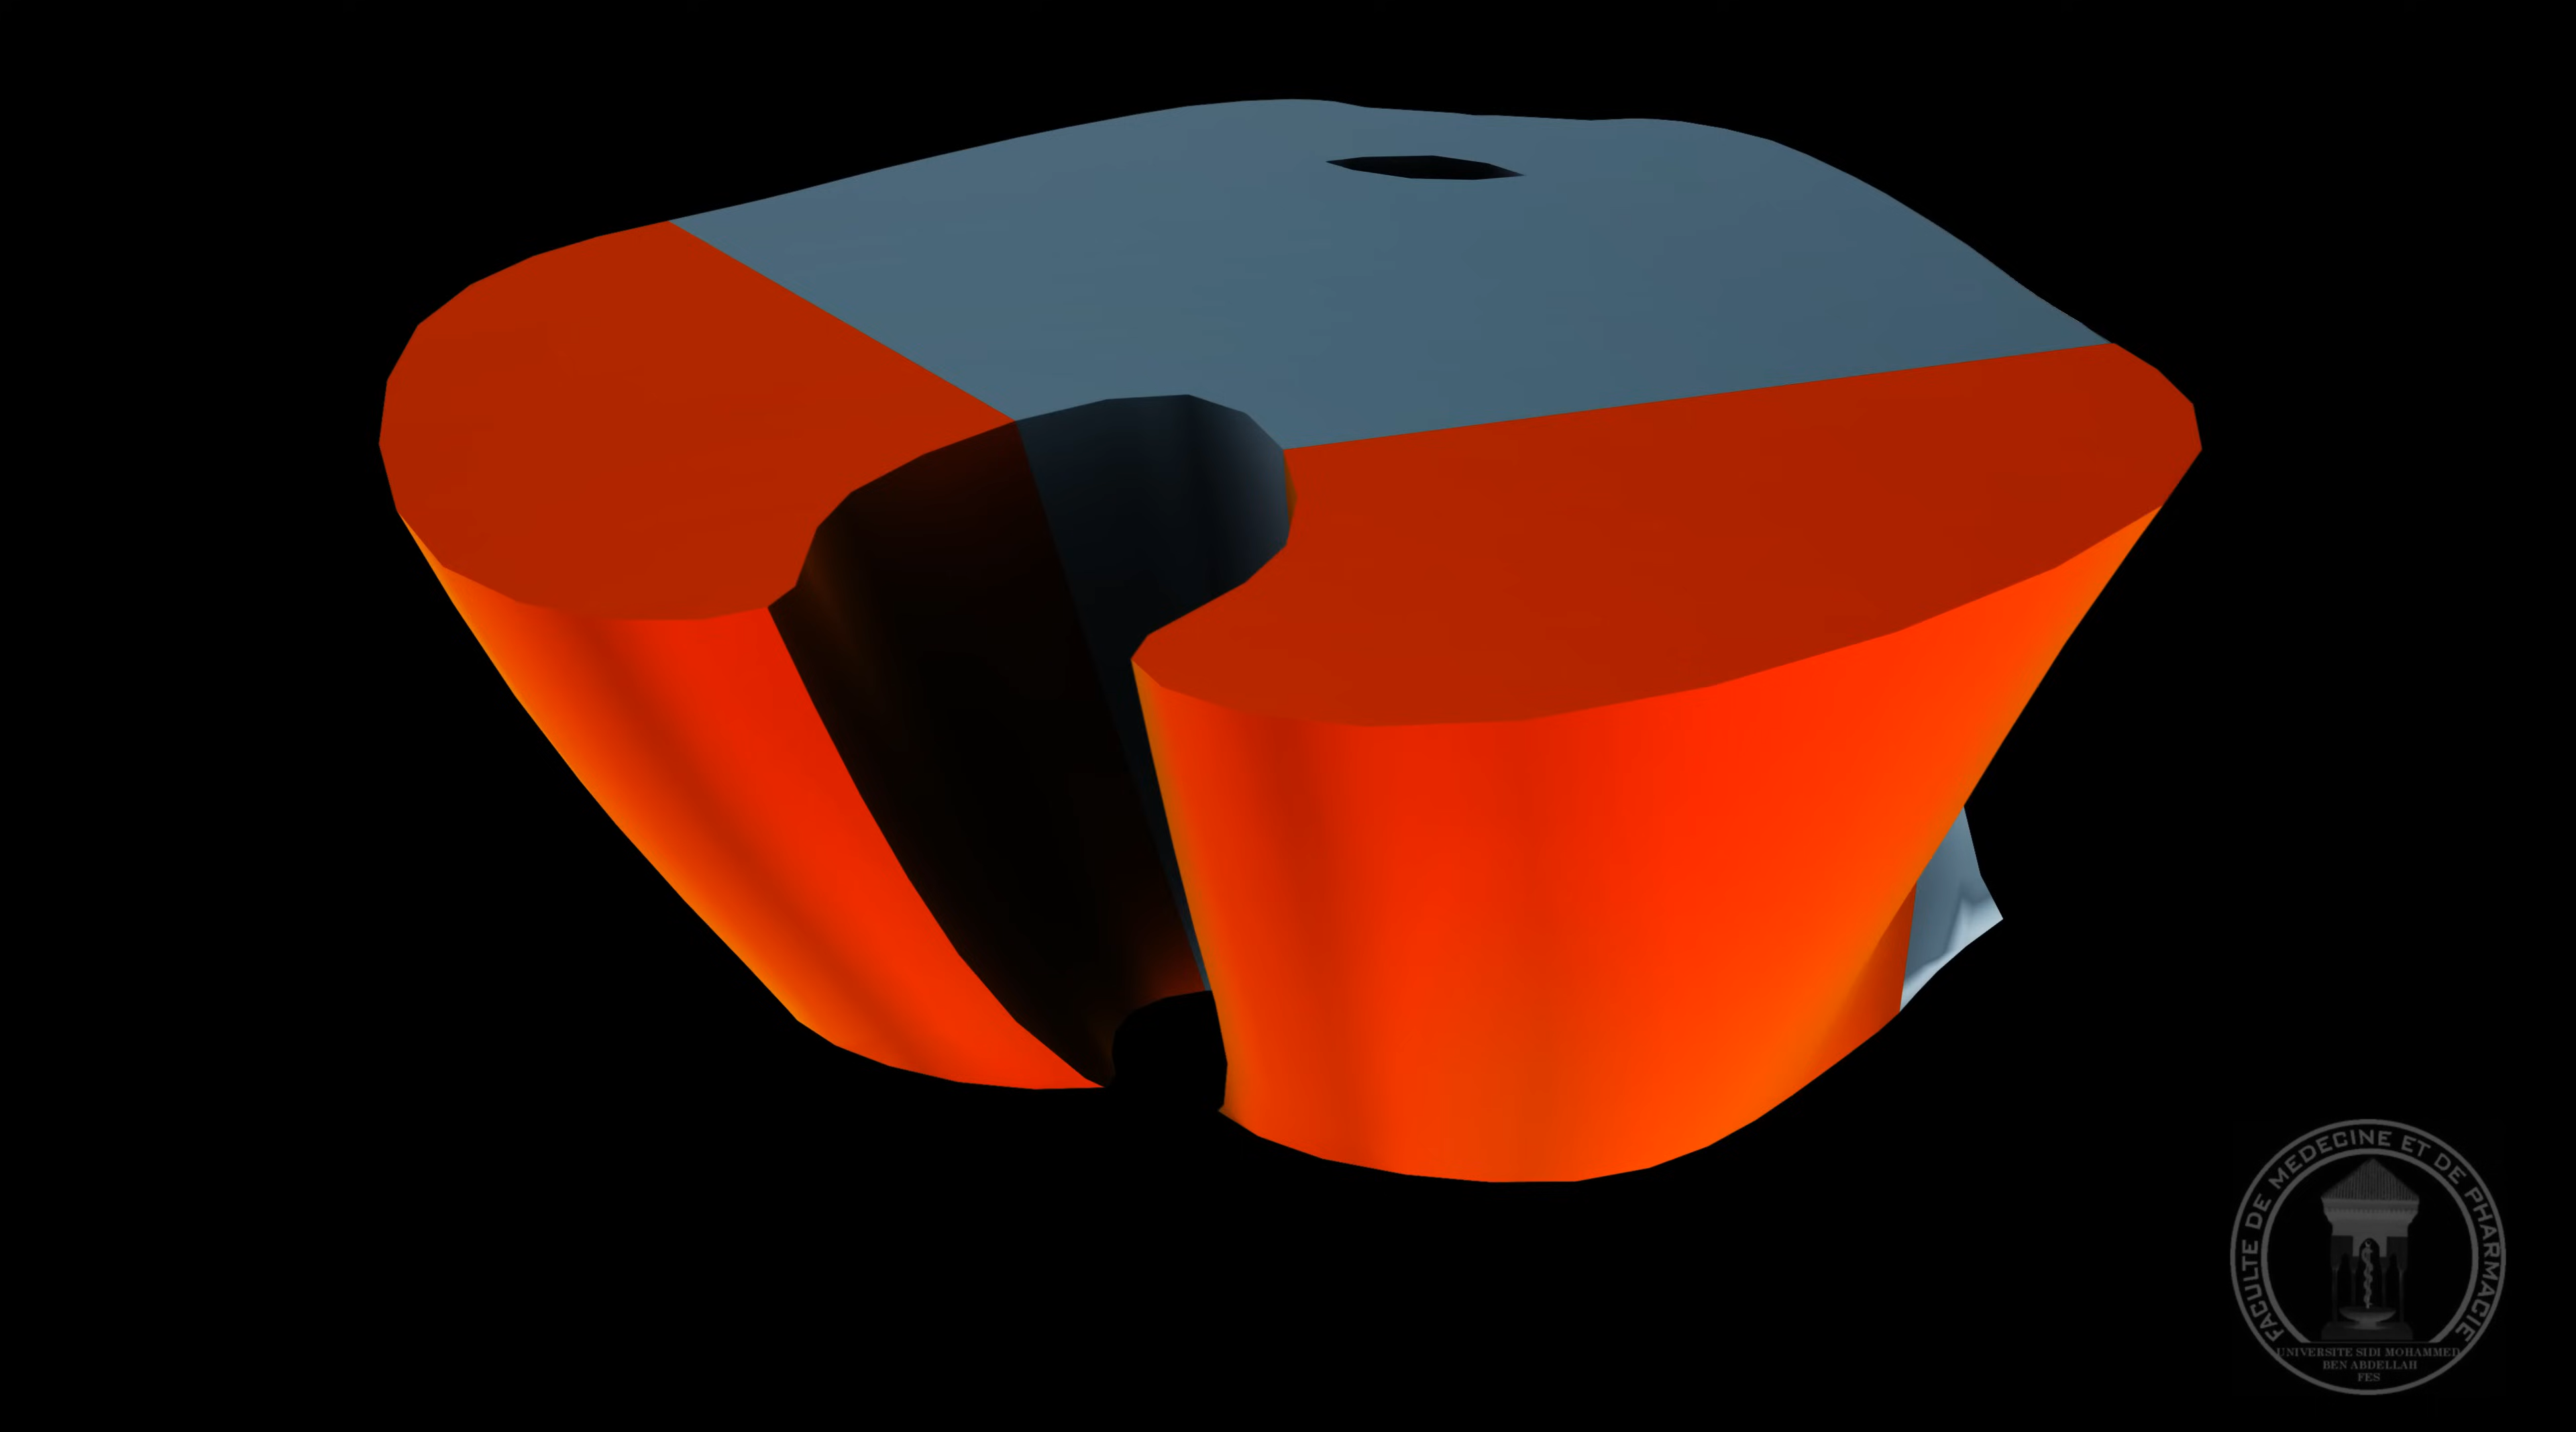 FACULTE DE MEDECINE ET DE PHARMACIE
UNIVERSITE SIDI MOHAMMED
BEN ABDELLAH
FES